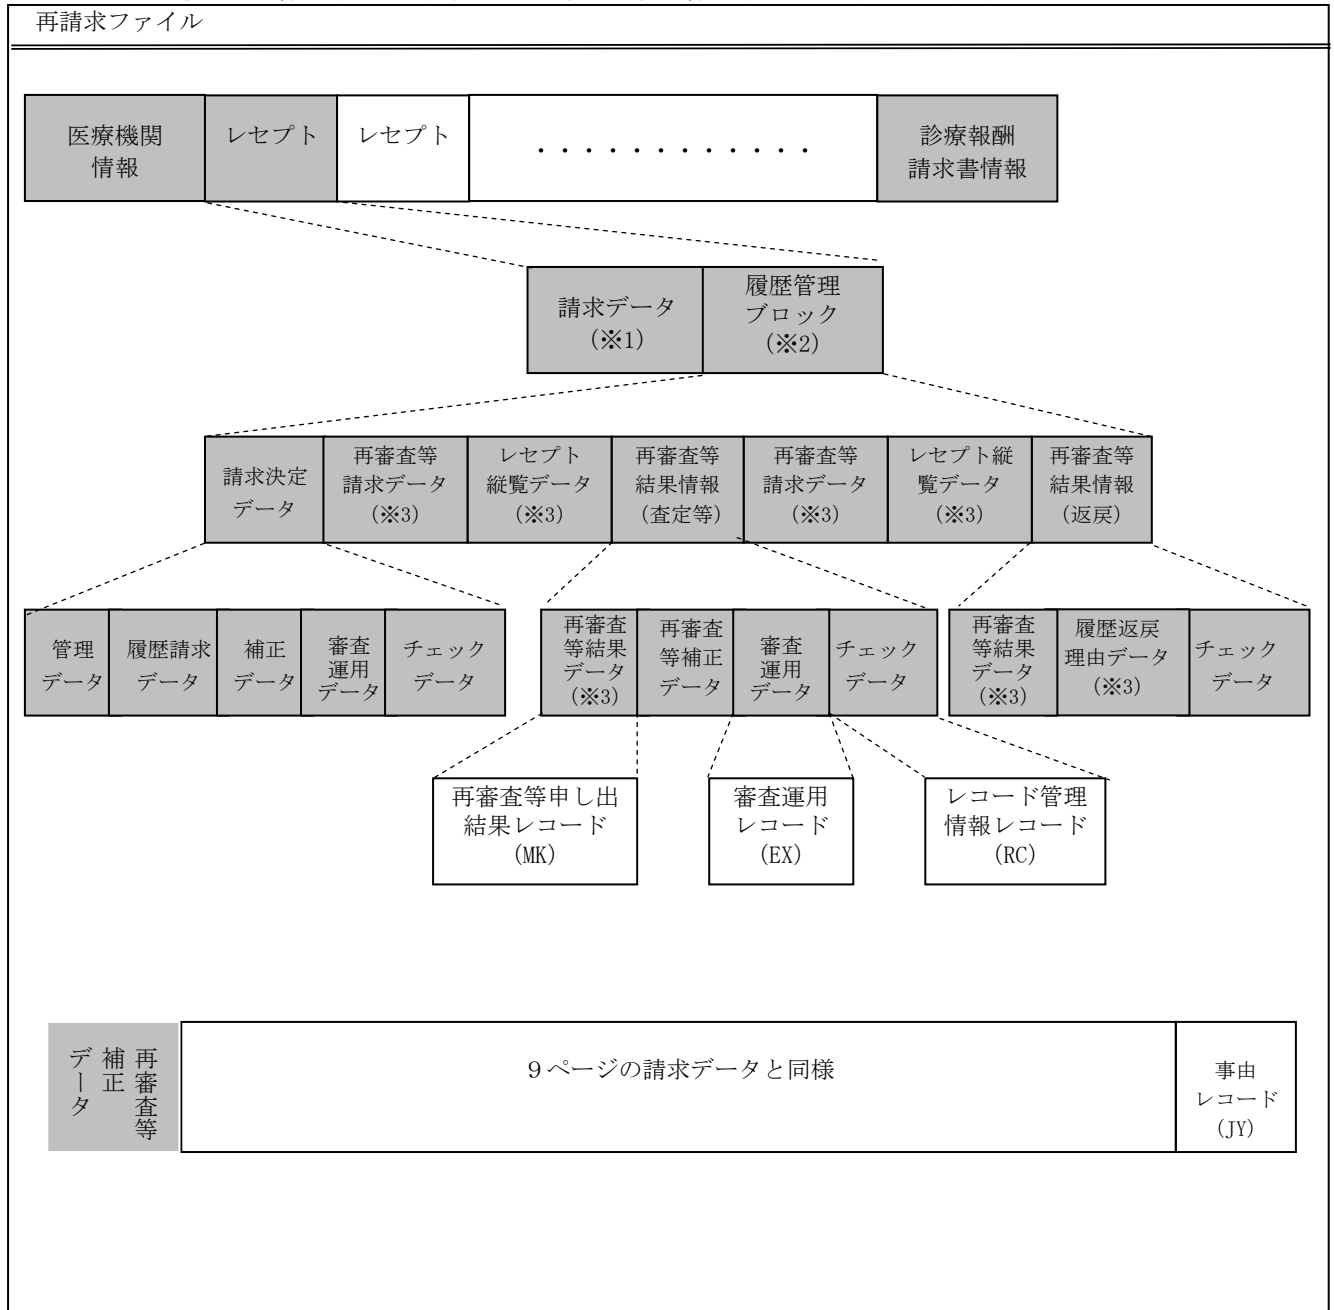 再請求ファイル
医療機関
情報
レセプト
レセプト
・・・・・・・・・・・・
診療報酬
請求書情報
請求データ
(※1)
履歴管理
ブロック
(※2)
請求決定
データ
再審査等
請求データ
(※3)
レセプト
縦覧データ
(※3)
再審査等
結果情報
(査定等)
再審査等
請求データ
(※3)
レセプト縦
覧データ
(※3)
再審査等
結果情報
(返戻)
管理
データ
履歴請求
データ
補正
データ
審査
運用
データ
チェック
データ
再審査
等結果
データ
(※3)
再審査
等補正
データ
審査
運用
データ
チェック
データ
再審査
等結果
データ
(※3)
履歴返戻
理由データ
(※3)
チェック
データ
再審査等申し出
結果レコード
(MK)
審査運用
レコード
(EX)
レコード管理
情報レコード
(RC)
再審査等
補正
データ
9ページの請求データと同様
事由
レコード
(JY)